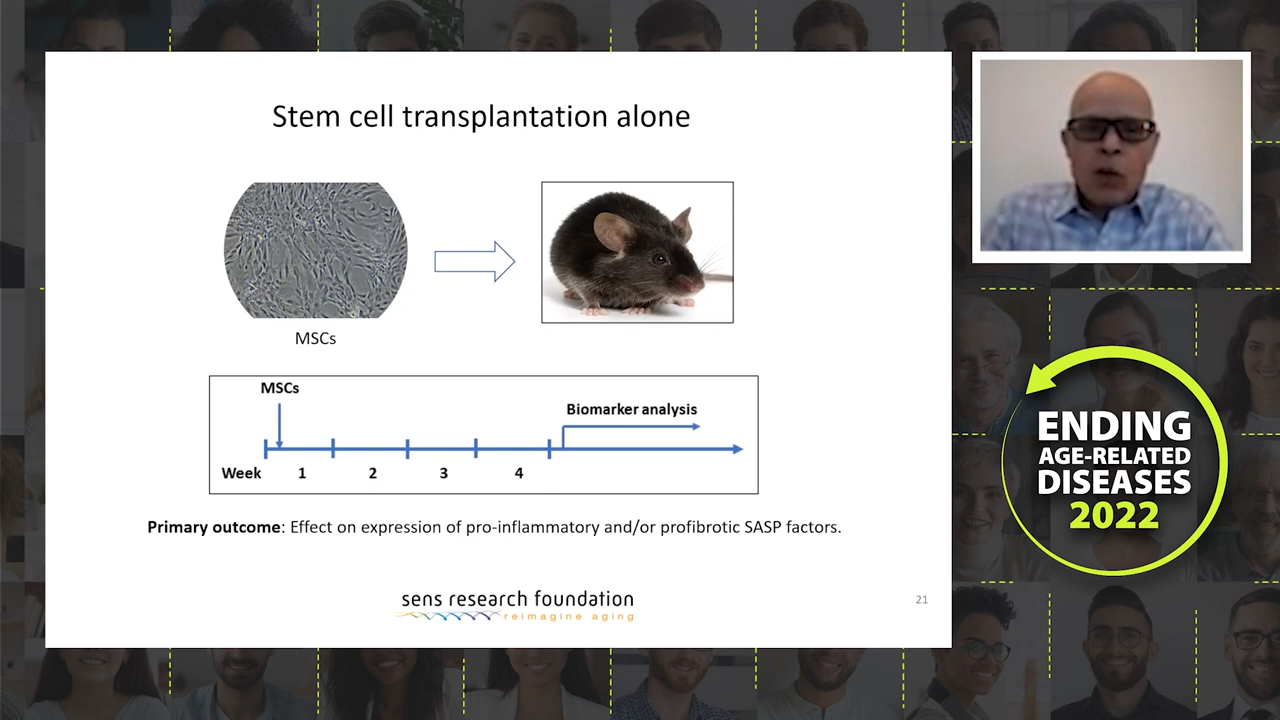 Stem cell transplantation alone
MSCs
MSCs
Biomarker analysis
Week 1 2 3 4
Primary outcome: Effect on expression of pro-inflammatory and/or profibrotic SASP factors.
sens research foundation
reimagine aging
21
ENDING
AGE-RELATED
DISEASES
2022